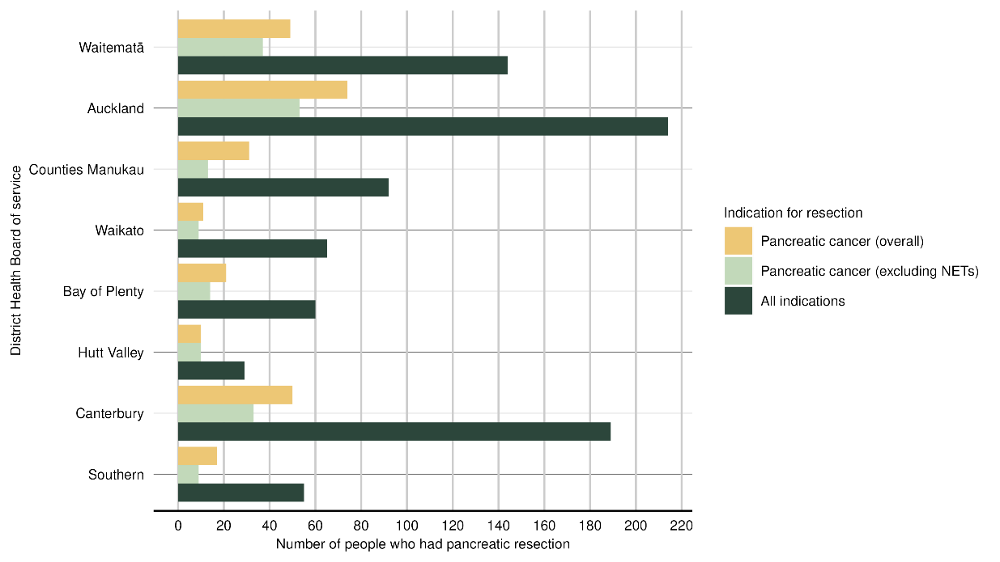 Waitematā
Auckland
Counties Manukau
Waikato
Bay of Plenty
Hutt Valley
Canterbury
Southern
District Health Board of service
0 20 40 60 80 100 120 140 160 180 200 220
Number of people who had pancreatic resection
Indication for resection
Pancreatic cancer (overall)
Pancreatic cancer (excluding NETs)
All indications